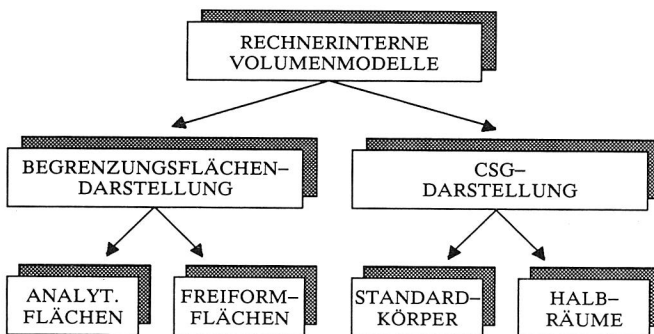 RECHNERINTERNE
VOLUMENMODELLE
BEGRENZUNGSFLÄCHEN–
DARSTELLUNG
CSG–
DARSTELLUNG
ANALYT.
FLÄCHEN
FREIFORM–
FLÄCHEN
STANDARD–
KÖRPER
HALB–
RÄUME